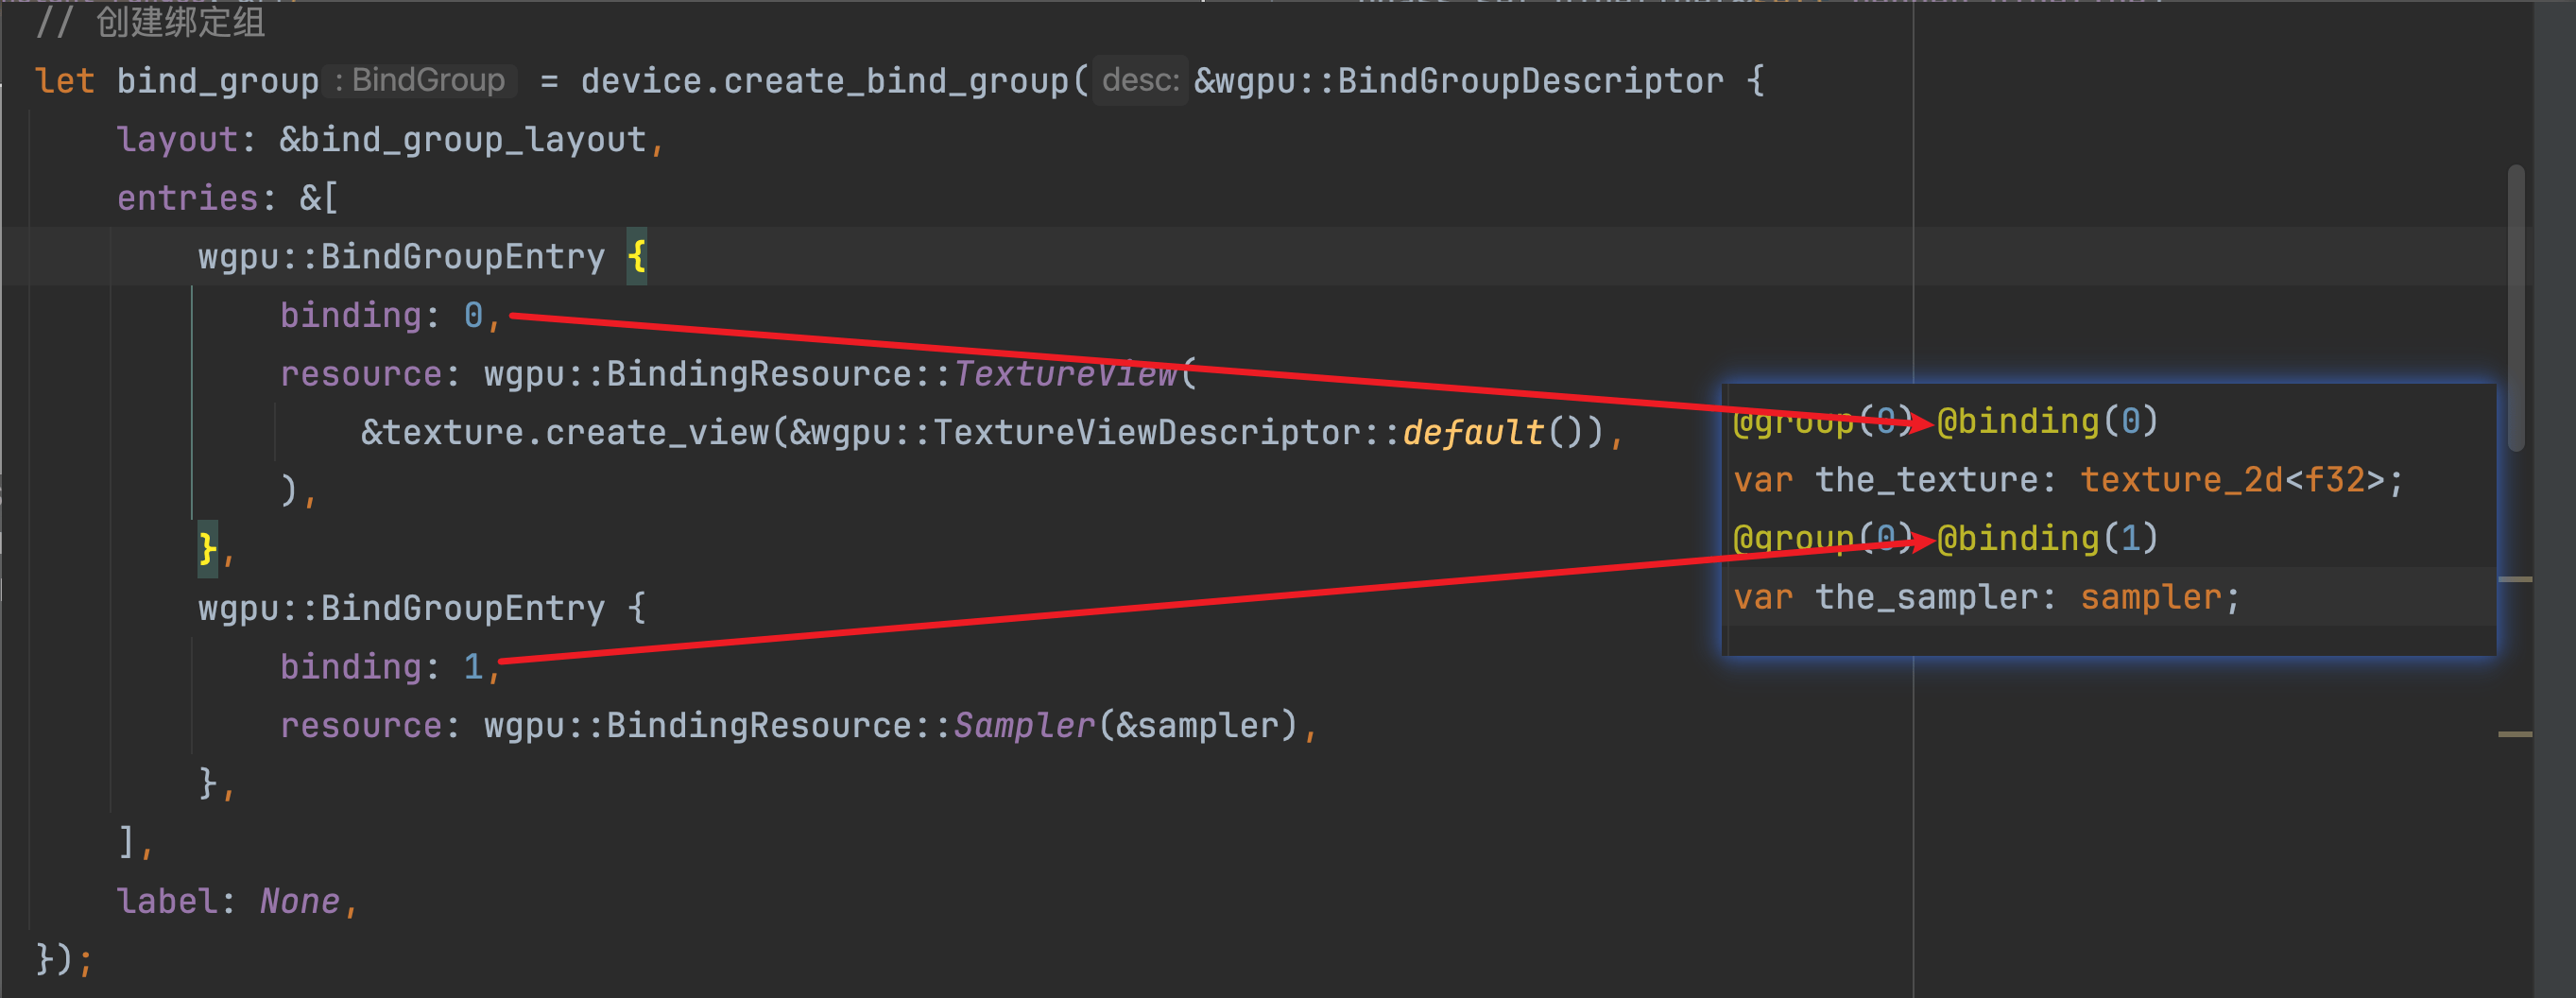 // 创建绑定组
let bind_group: BindGroup = device.create_bind_group(desc: &wgpu::BindGroupDescriptor {
layout: &bind_group_layout,
entries: &[
wgpu::BindGroupEntry {
binding: 0,
resource: wgpu::BindingResource::TextureView(
&texture.create_view(&wgpu::TextureViewDescriptor::default()),
),
},
wgpu::BindGroupEntry {
binding: 1,
resource: wgpu::BindingResource::Sampler(&sampler),
},
],
label: None,
});
@group(0) @binding(0)
var the_texture: texture_2d<f32>;
@group(0) @binding(1)
var the_sampler: sampler;